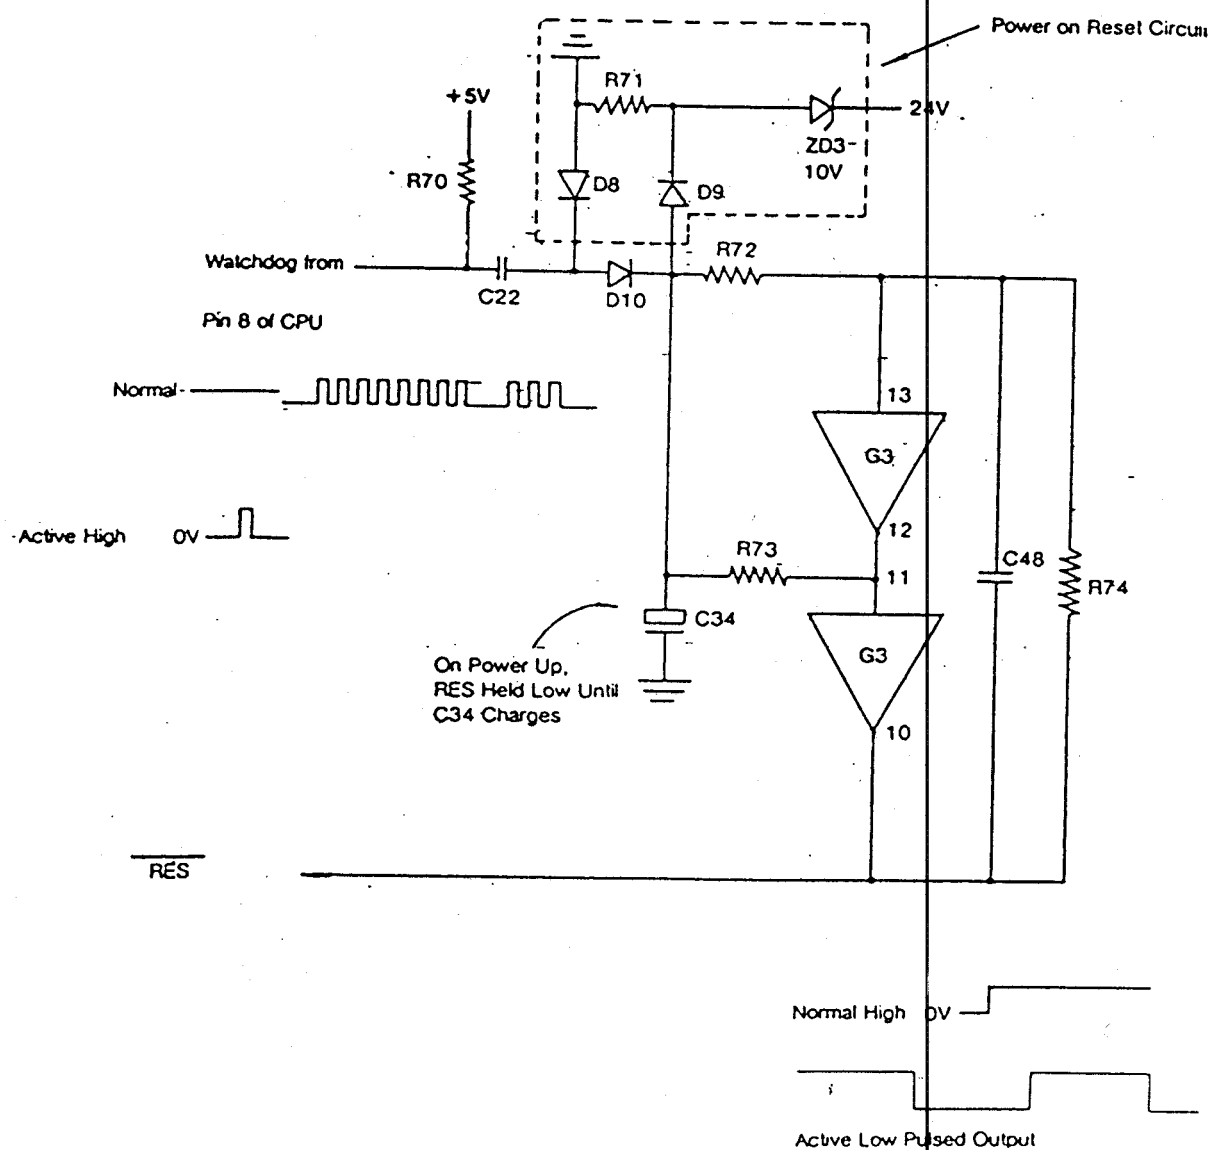 Power on Reset Circuit
R71
+5V
24V
ZD3-
10V
R70
D8
D9
R72
Watchdog from
C22
D10
Pin 8 of CPU
Normal-
13
G3
Active High 0V
12
R73
11
C48
R74
C34
G3
On Power Up,
RES Held Low Until
C34 Charges
10
RES
Normal High 0V
Active Low Pulsed Output